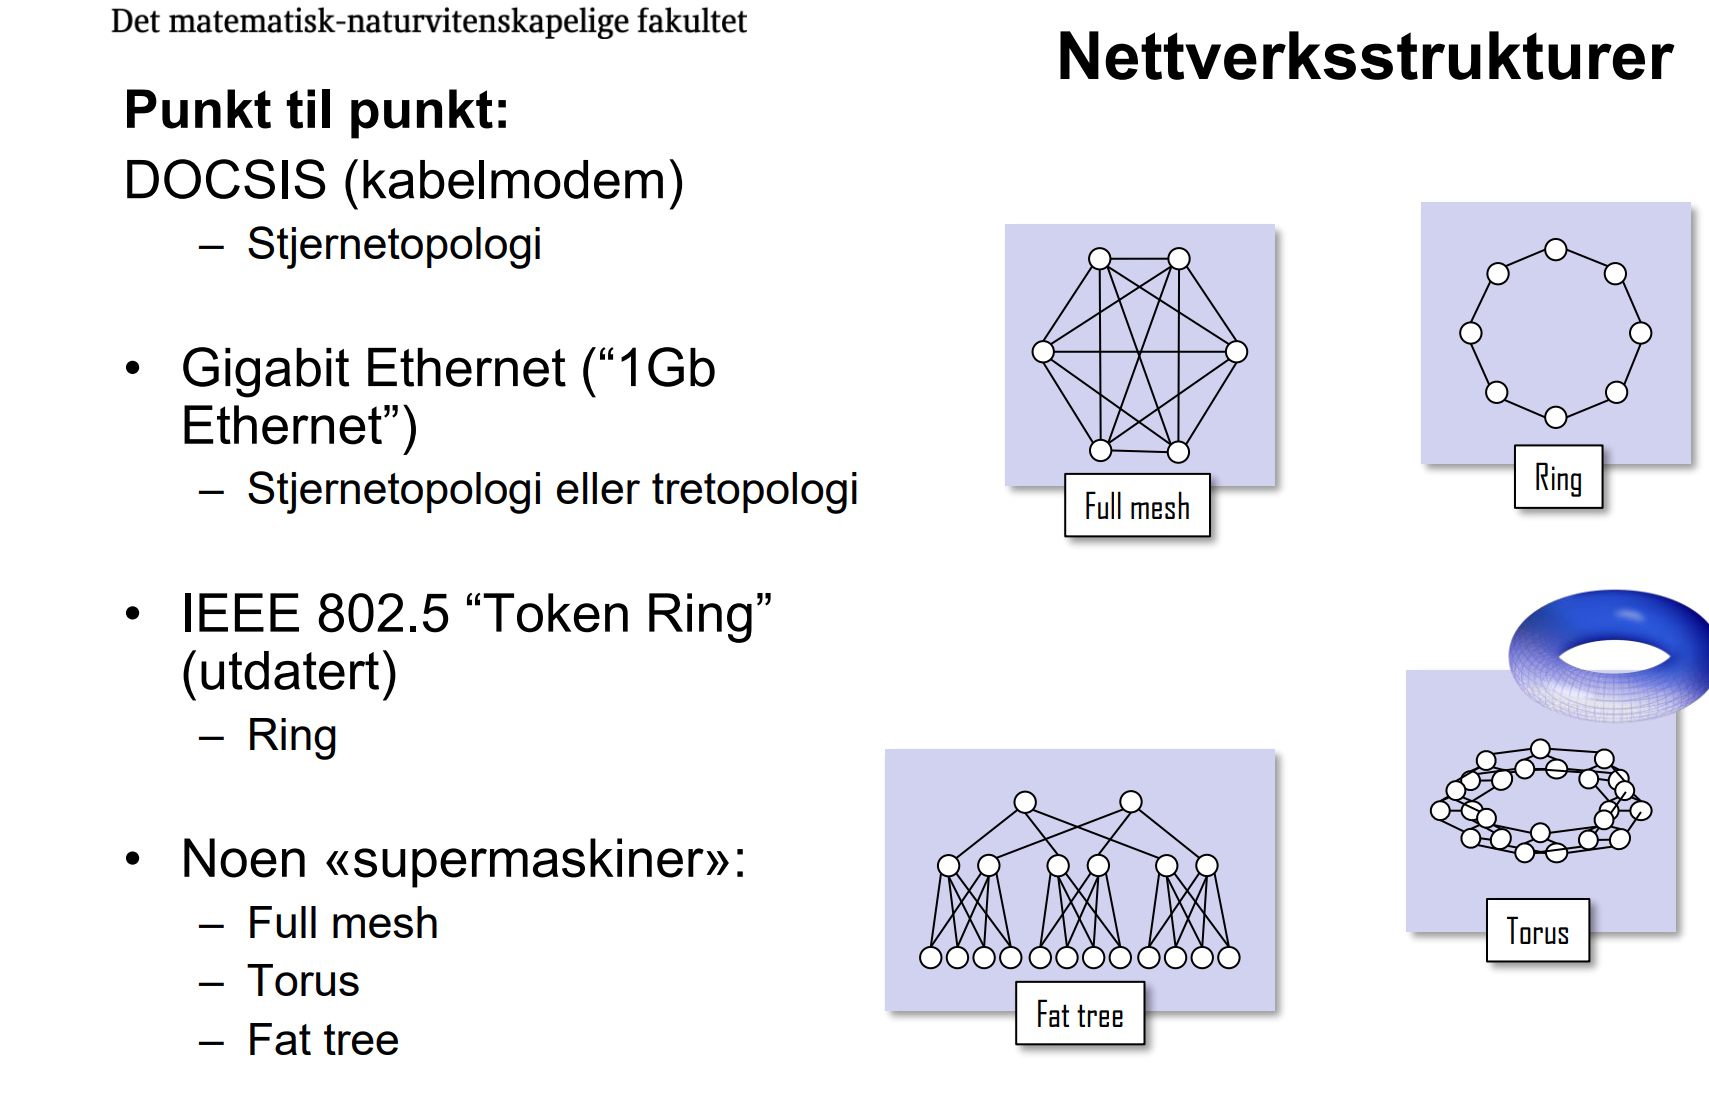 Det matematisk-naturvitenskapelige fakultet
Nettverksstrukturer
Punkt til punkt:
DOCSIS (kabelmodem)
– Stjernetopologi
• Gigabit Ethernet (“1Gb
Ethernet”)
– Stjernetopologi eller tretopologi
• IEEE 802.5 “Token Ring”
(utdatert)
– Ring
• Noen «supermaskiner»:
– Full mesh
– Torus
– Fat tree
Full mesh
Ring
Fat tree
Torus